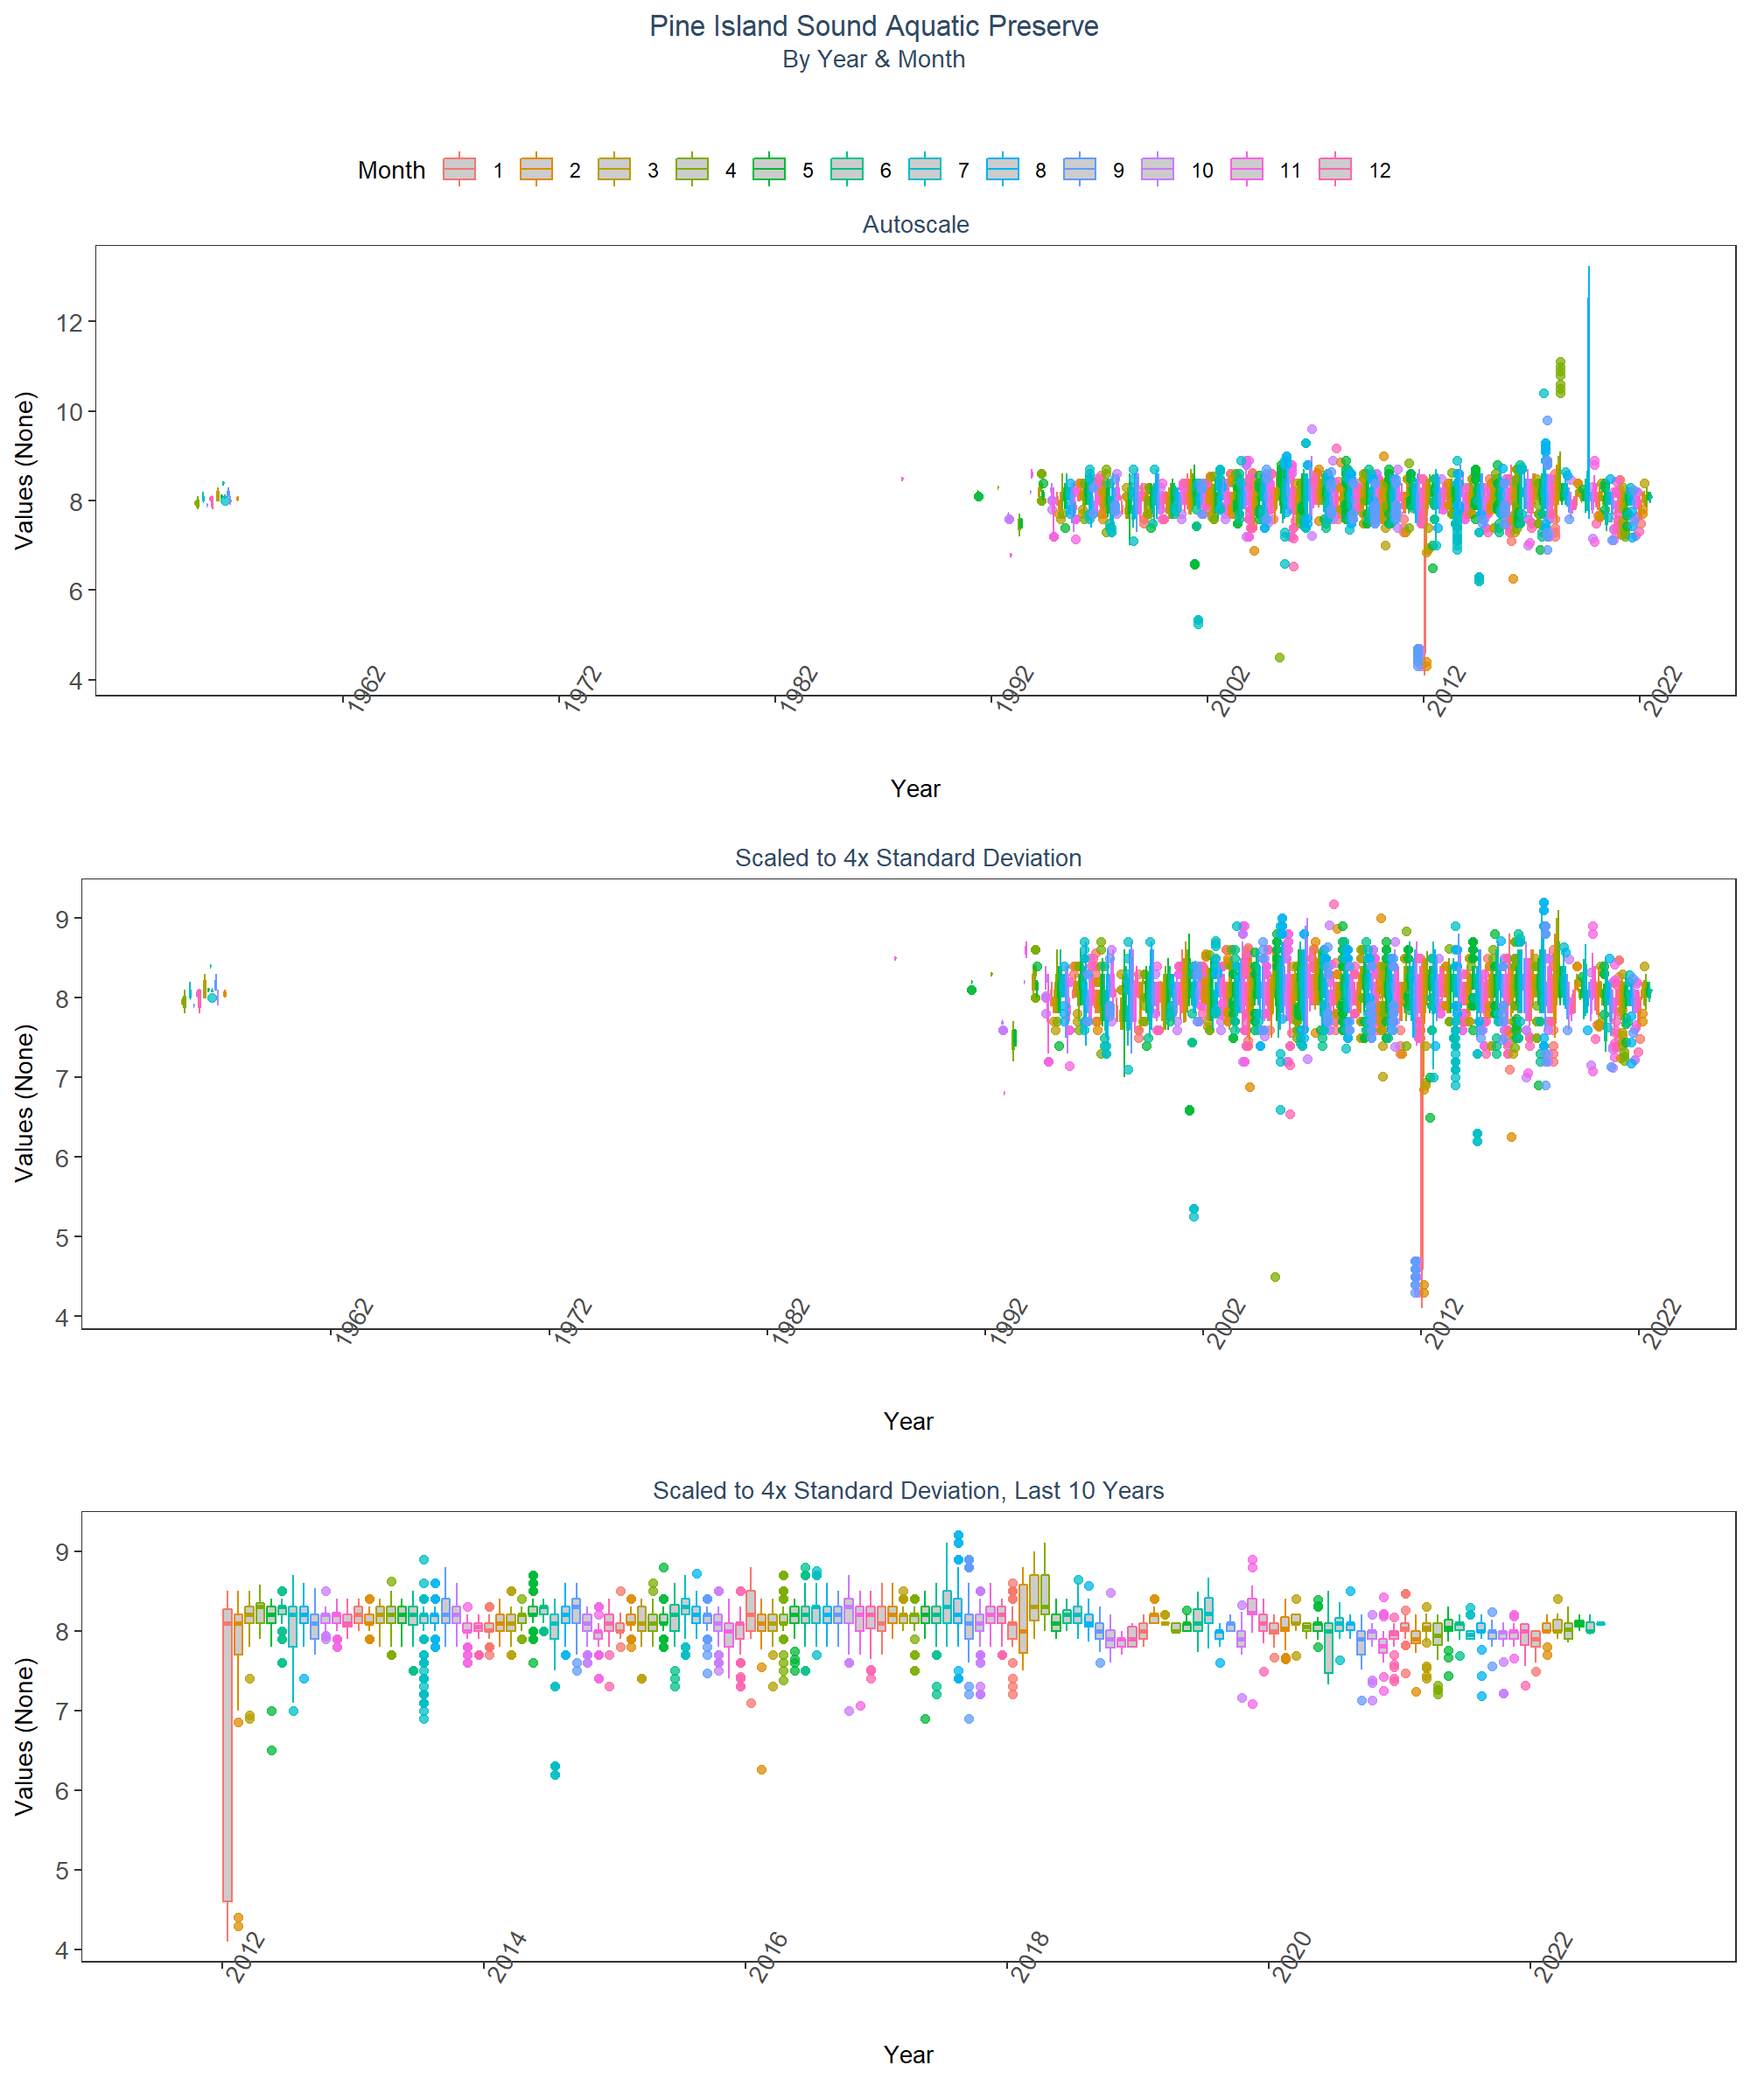 Pine Island Sound Aquatic Preserve
By Year & Month
Month 1 2 3 4 5 6 7 8 9 10 11 12
Autoscale
Values (None)
12
10
8
6
4
1962 1972 1982 1992 2002 2012 2022
Year
Scaled to 4x Standard Deviation
Values (None)
9
8
7
6
5
4
1962 1972 1982 1992 2002 2012 2022
Year
Scaled to 4x Standard Deviation, Last 10 Years
Values (None)
9
8
7
6
5
4
2012 2014 2016 2018 2020 2022
Year